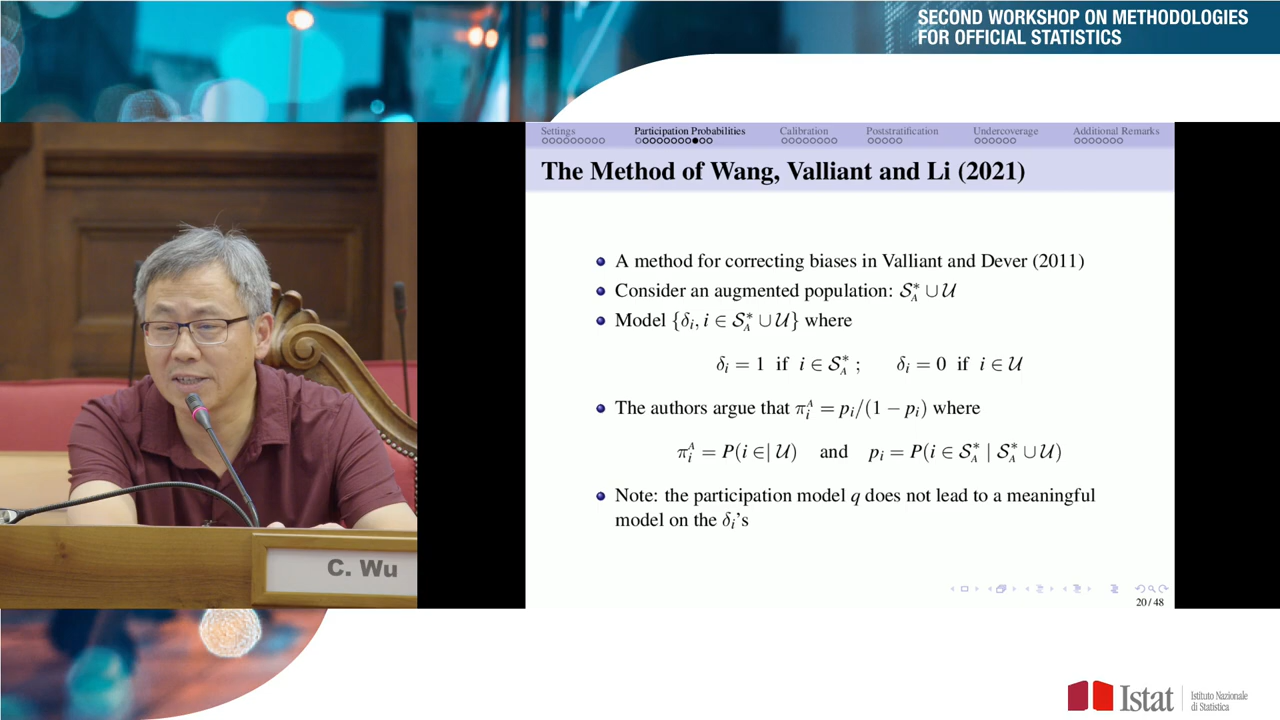 SECOND WORKSHOP ON METHODOLOGIES
FOR OFFICIAL STATISTICS
Settings Participation Probabilities Calibration Poststratification Undercoverage Additional Remarks
The Method of Wang, Valliant and Li (2021)
A method for correcting biases in Valliant and Dever (2011)
Consider an augmented population: 𝒮*_A ∪ 𝒰
Model {δ_i, i ∈ 𝒮*_A ∪ 𝒰} where
δ_i = 1 if i ∈ 𝒮*_A ; δ_i = 0 if i ∈ 𝒰
The authors argue that π_i^A = p_i/(1 − p_i) where
π_i^A = P(i ∈| 𝒰) and p_i = P(i ∈ 𝒮*_A | 𝒮*_A ∪ 𝒰)
Note: the participation model q does not lead to a meaningful
model on the δ_i's
20 / 48
C. Wu
Istat Istituto Nazionale
di Statistica